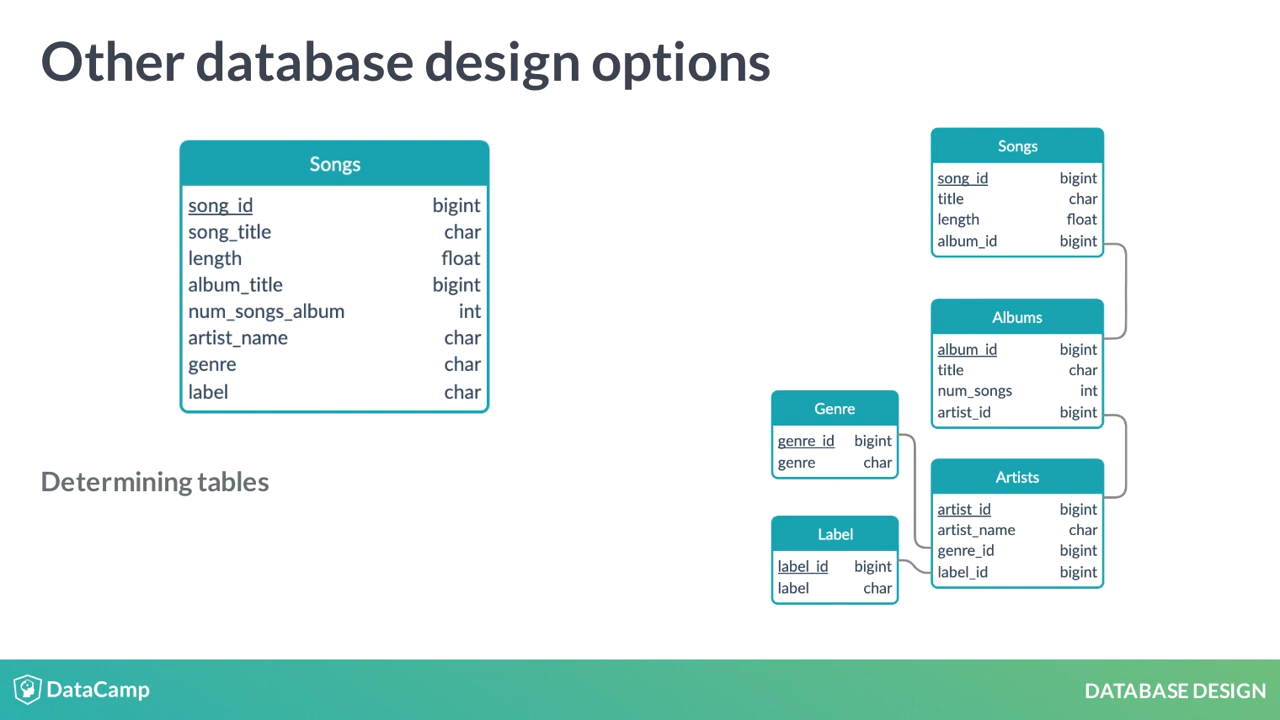 Other database design options
Songs
song_id bigint
song_title char
length float
album_title bigint
num_songs_album int
artist_name char
genre char
label char
Determining tables
Songs
song_id bigint
title char
length float
album_id bigint
Albums
album_id bigint
title char
num_songs int
artist_id bigint
Genre
genre_id bigint
genre char
Label
label_id bigint
label char
Artists
artist_id bigint
artist_name char
genre_id bigint
label_id bigint
DataCamp
DATABASE DESIGN